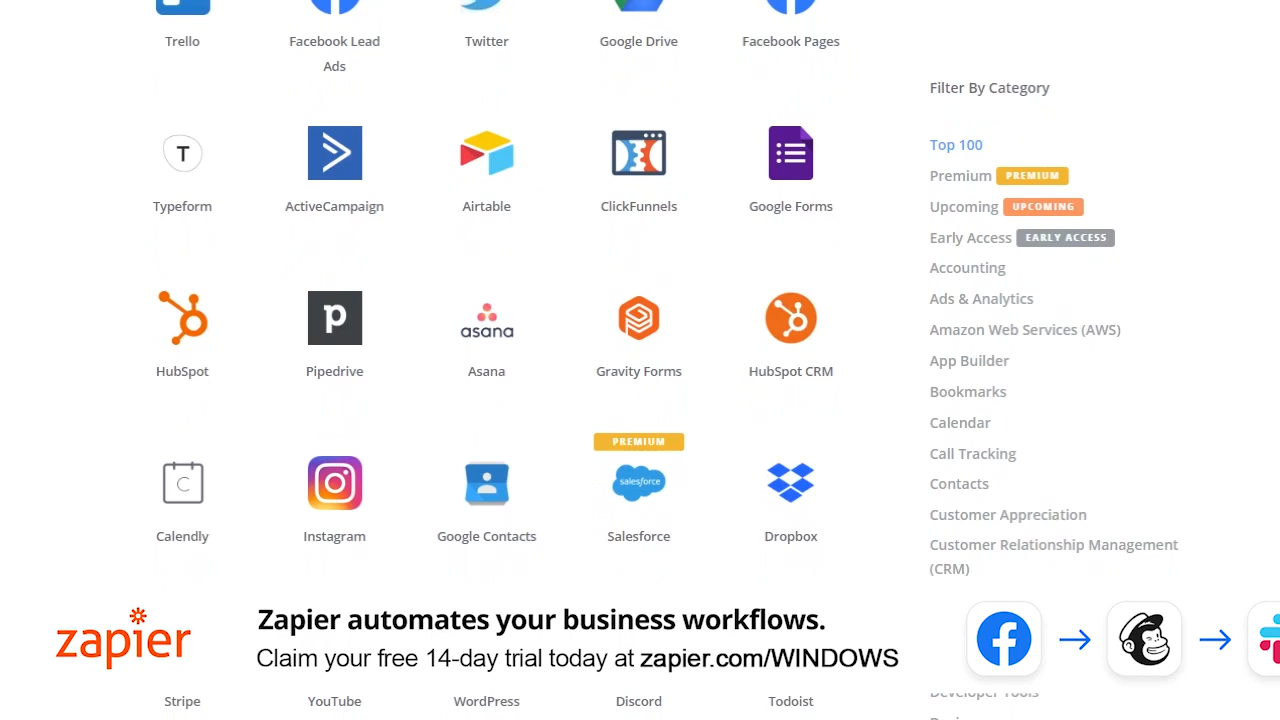 Trello
Facebook Lead
Ads
Twitter
Google Drive
Facebook Pages
Filter By Category
Top 100
Premium PREMIUM
Upcoming UPCOMING
Early Access EARLY ACCESS
Accounting
Ads & Analytics
Amazon Web Services (AWS)
App Builder
Bookmarks
Calendar
Call Tracking
Contacts
Customer Appreciation
Customer Relationship Management
(CRM)
T
Typeform
ActiveCampaign
Airtable
ClickFunnels
Google Forms
HubSpot
p
Pipedrive
asana
Asana
Gravity Forms
HubSpot CRM
C
Calendly
Instagram
Google Contacts
PREMIUM
salesforce
Salesforce
Dropbox
zapier
Zapier automates your business workflows.
Claim your free 14-day trial today at zapier.com/WINDOWS
Stripe
YouTube
WordPress
Discord
Todoist
Developer Tools